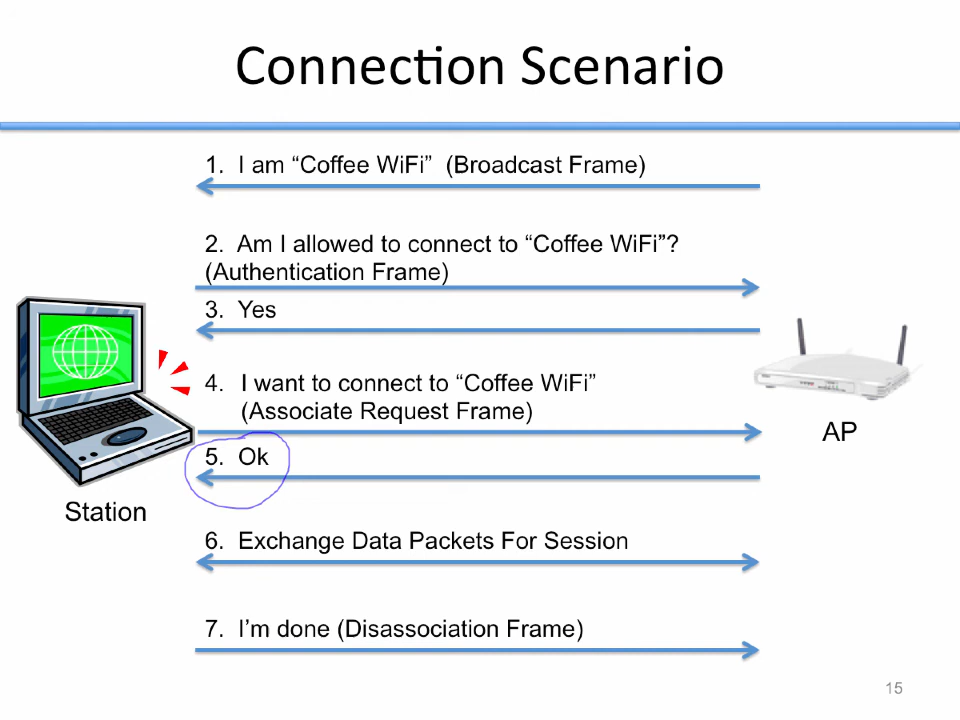 Connection Scenario
1. I am “Coffee WiFi” (Broadcast Frame)
2. Am I allowed to connect to “Coffee WiFi”?
(Authentication Frame)
3. Yes
4. I want to connect to “Coffee WiFi”
(Associate Request Frame)
AP
5. Ok
Station
6. Exchange Data Packets For Session
7. I’m done (Disassociation Frame)
15